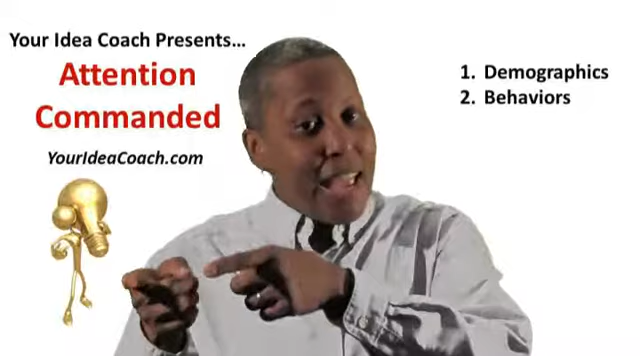 Your Idea Coach Presents...
Attention
Commanded
YourIdeaCoach.com
1. Demographics
2. Behaviors